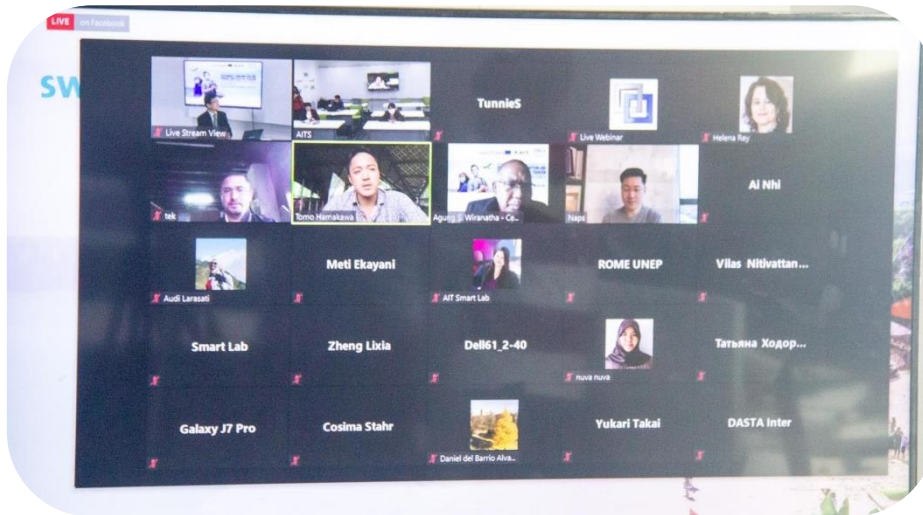 LIVE on Facebook
SW
Live Stream View
AITS
TunnieS
Live Webinar
Helena Rey
tek
Tomo Hamakawa
Agung S. Wiranatha - Ce...
Naps
Ai Nhi
Audi Larasati
Meti Ekayani
AIT Smart Lab
ROME UNEP
Vilas Nitivattan...
Smart Lab
Zheng Lixia
Dell61_2-40
nuva nuva
Татьяна Ходор...
Galaxy J7 Pro
Cosima Stahr
Daniel del Barrio Alva...
Yukari Takai
DASTA Inter